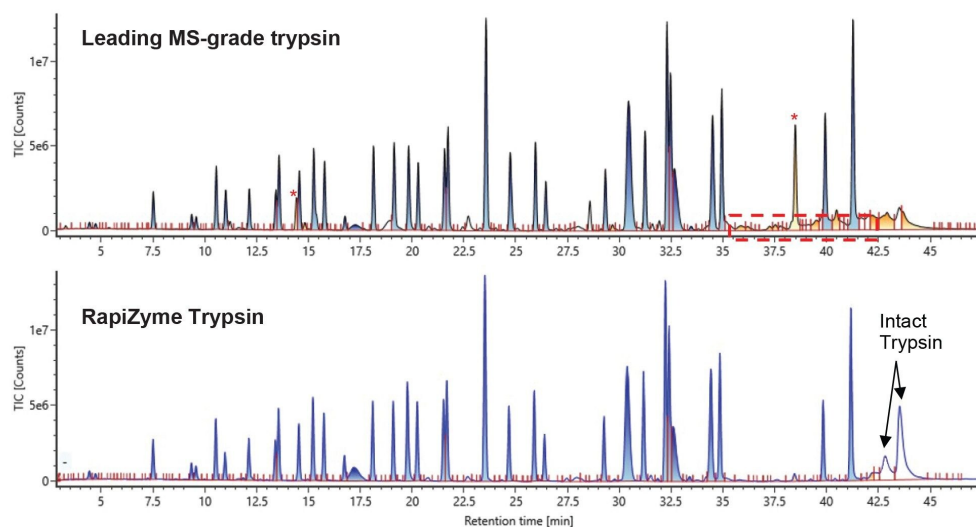 Leading MS-grade trypsin
TIC [Counts]
1e7
5e6
0
*
*
5 7.5 10 12.5 15 17.5 20 22.5 25 27.5 30 32.5 35 37.5 40 42.5 45
RapiZyme Trypsin
Intact
Trypsin
TIC [Counts]
1e7
5e6
0
5 7.5 10 12.5 15 17.5 20 22.5 25 27.5 30 32.5 35 37.5 40 42.5 45
Retention time [min]